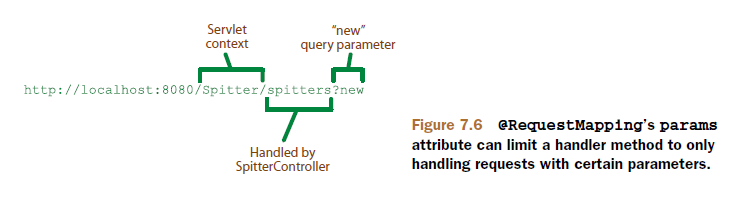 Servlet
context
"new"
query parameter
http://localhost:8080/Spitter/spitters?new
Handled by
SpitterController
Figure 7.6 @RequestMapping's params
attribute can limit a handler method to only
handling requests with certain parameters.